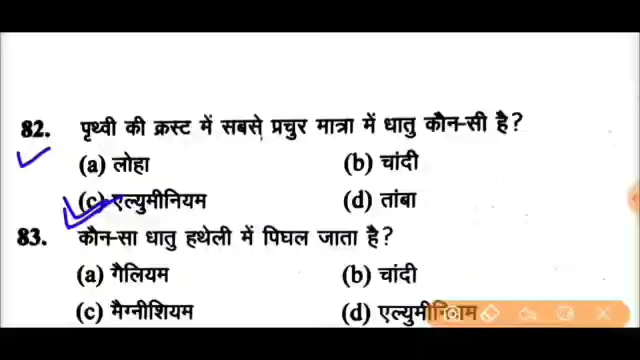 82. पृथ्वी की क्रस्ट में सबसे प्रचुर मात्रा में धातु कौन-सी है?
(a) लोहा (b) चांदी
(c) एल्युमीनियम (d) तांबा
83. कौन-सा धातु हथेली में पिघल जाता है?
(a) गैलियम (b) चांदी
(c) मैग्नीशियम (d) एल्युमीनियम